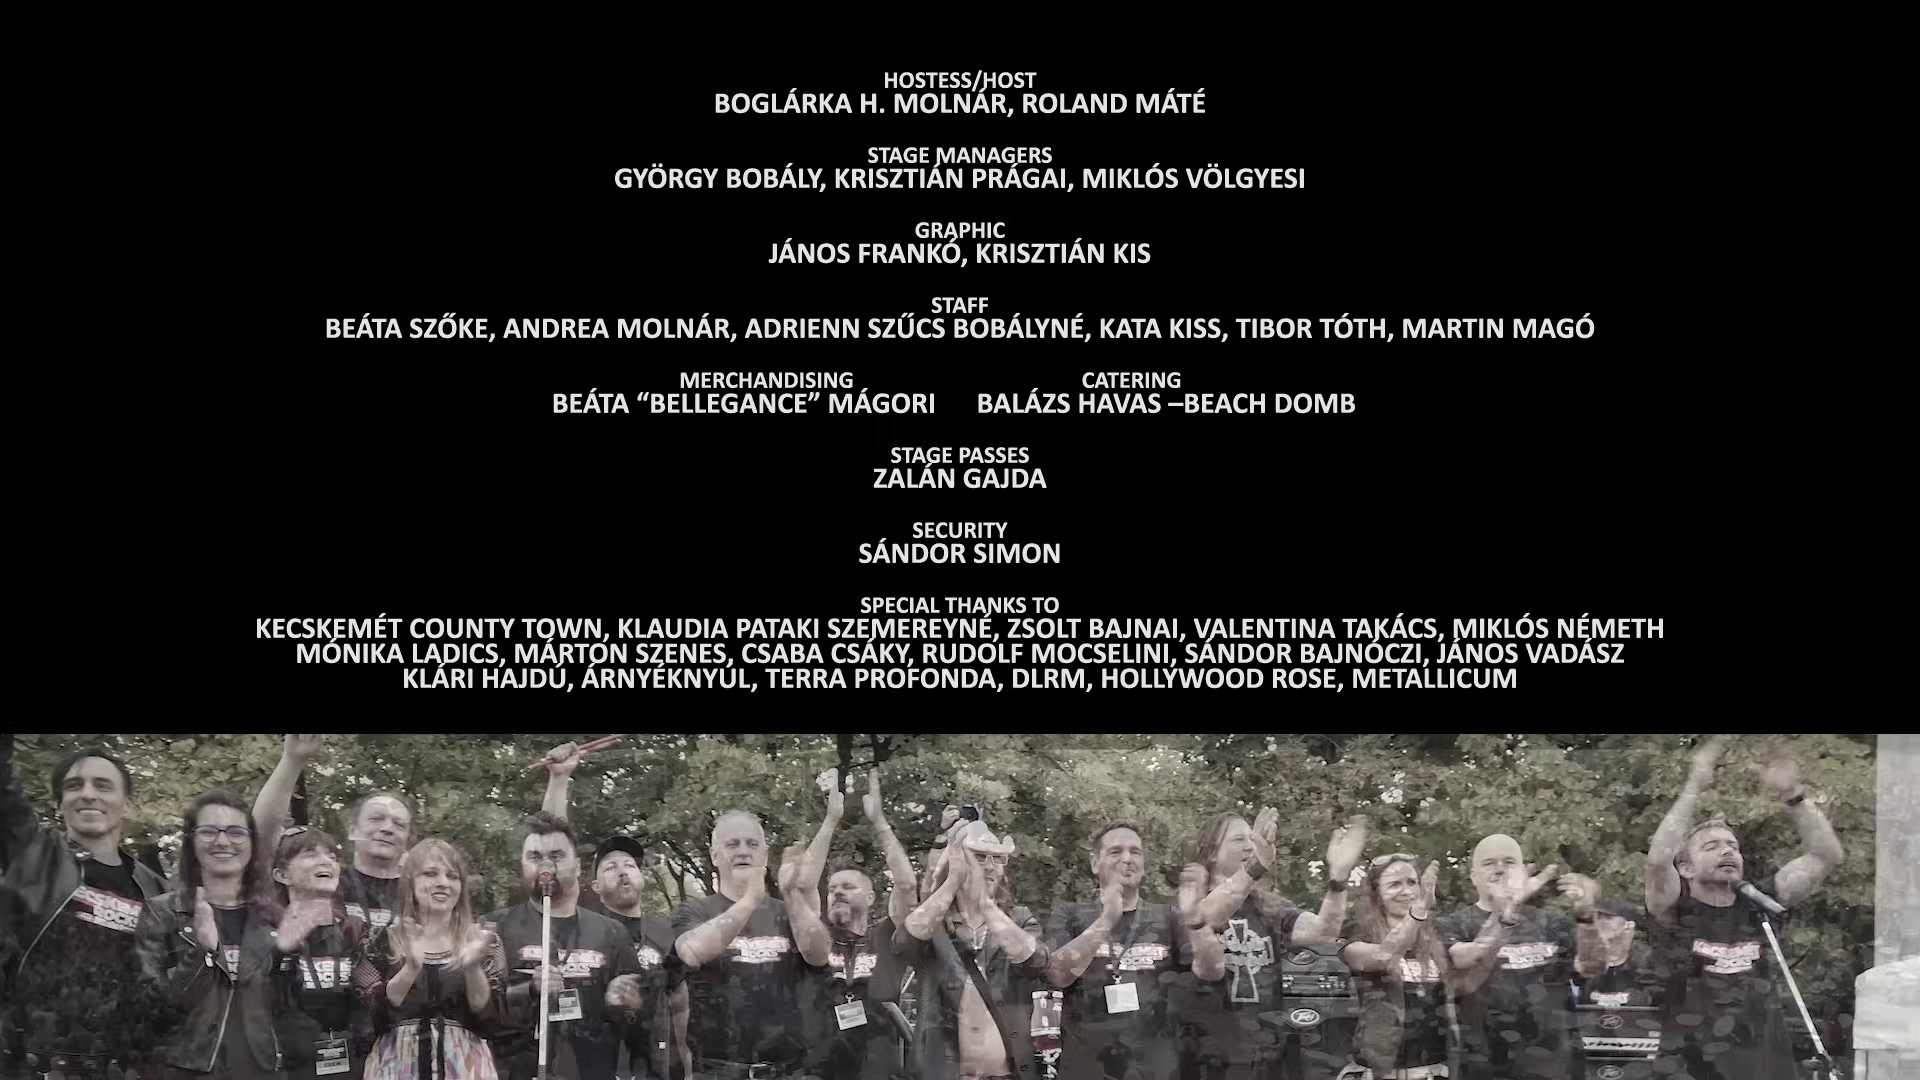 HOSTESS/HOST
BOGLÁRKA H. MOLNÁR, ROLAND MÁTÉ
STAGE MANAGERS
GYÖRGY BOBÁLY, KRISZTIÁN PRÁGAI, MIKLÓS VÖLGYESI
GRAPHIC
JÁNOS FRANKÓ, KRISZTIÁN KIS
STAFF
BEÁTA SZŐKE, ANDREA MOLNÁR, ADRIENN SZŰCS BOBÁLYNÉ, KATA KISS, TIBOR TÓTH, MARTIN MAGÓ
MERCHANDISING
BEÁTA “BELLEGANCE” MÁGORI
CATERING
BALÁZS HAVAS –BEACH DOMB
STAGE PASSES
ZALÁN GAJDA
SECURITY
SÁNDOR SIMON
SPECIAL THANKS TO
KECSKEMÉT COUNTY TOWN, KLAUDIA PATAKI SZEMEREYNÉ, ZSOLT BAJNAI, VALENTINA TAKÁCS, MIKLÓS NÉMETH
MÓNIKA LADICS, MÁRTON SZENES, CSABA CSÁKY, RUDOLF MOCSELINI, SÁNDOR BAJNÓCZI, JÁNOS VADÁSZ
KLÁRI HAJDÚ, ÁRNYÉKNYÚL, TERRA PROFONDA, DLRM, HOLLYWOOD ROSE, METALLICUM